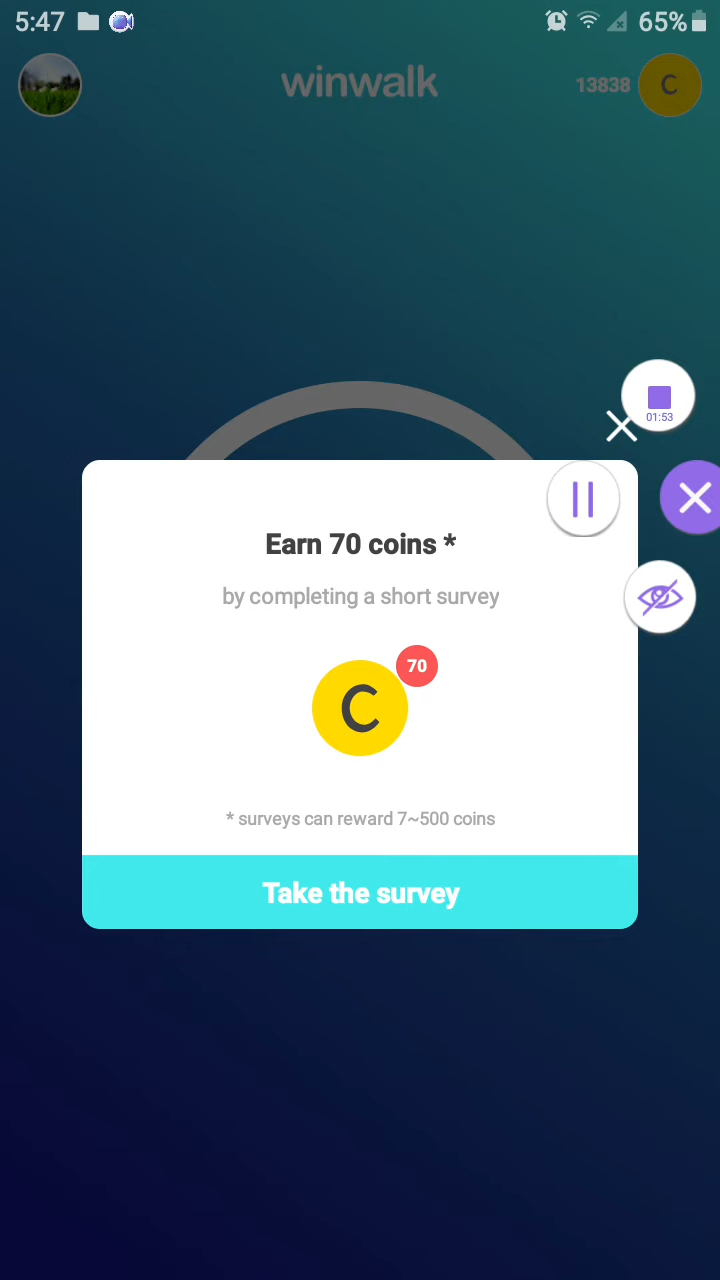 5:47
65%
winwalk
13838 C
01:53
Earn 70 coins *
by completing a short survey
70
C
* surveys can reward 7~500 coins
Take the survey